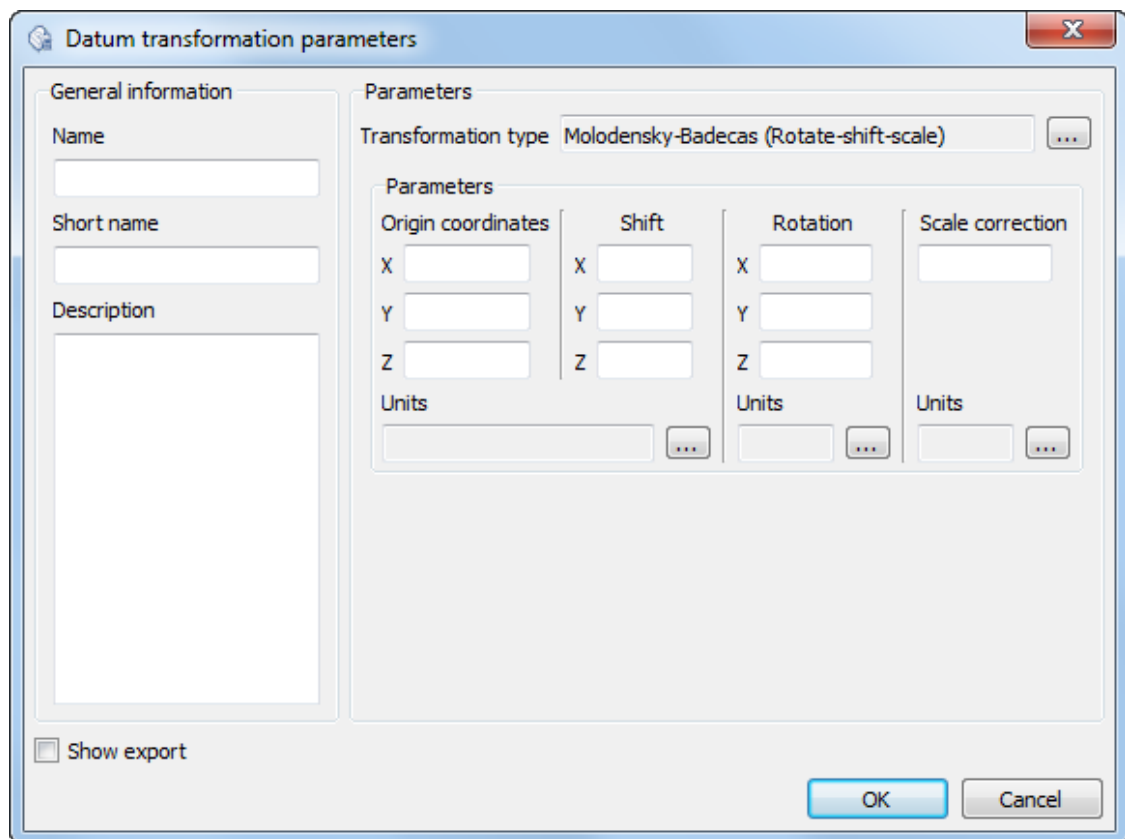 Datum transformation parameters
General information
Name
Short name
Description
Parameters
Transformation type Molodensky-Badecas (Rotate-shift-scale) ...
Parameters
Origin coordinates Shift Rotation Scale correction
X X X
Y Y Y
Z Z Z
Units Units Units
... ... ...
Show export
OK Cancel